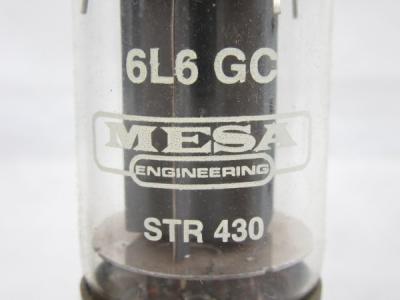 6L6 GC
MESA
ENGINEERING
STR 430